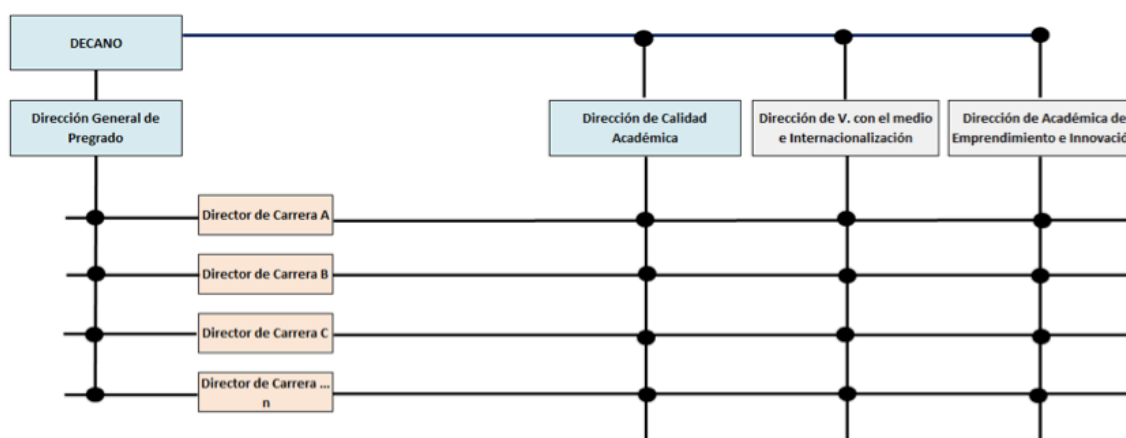 DECANO
Dirección General de
Pregrado
Dirección de Calidad
Académica
Dirección de V. con el medio
e Internacionalización
Dirección de Académica de
Emprendimiento e
Director de Carrera A
Director de Carrera B
Director de Carrera C
Director de Carrera ...
n